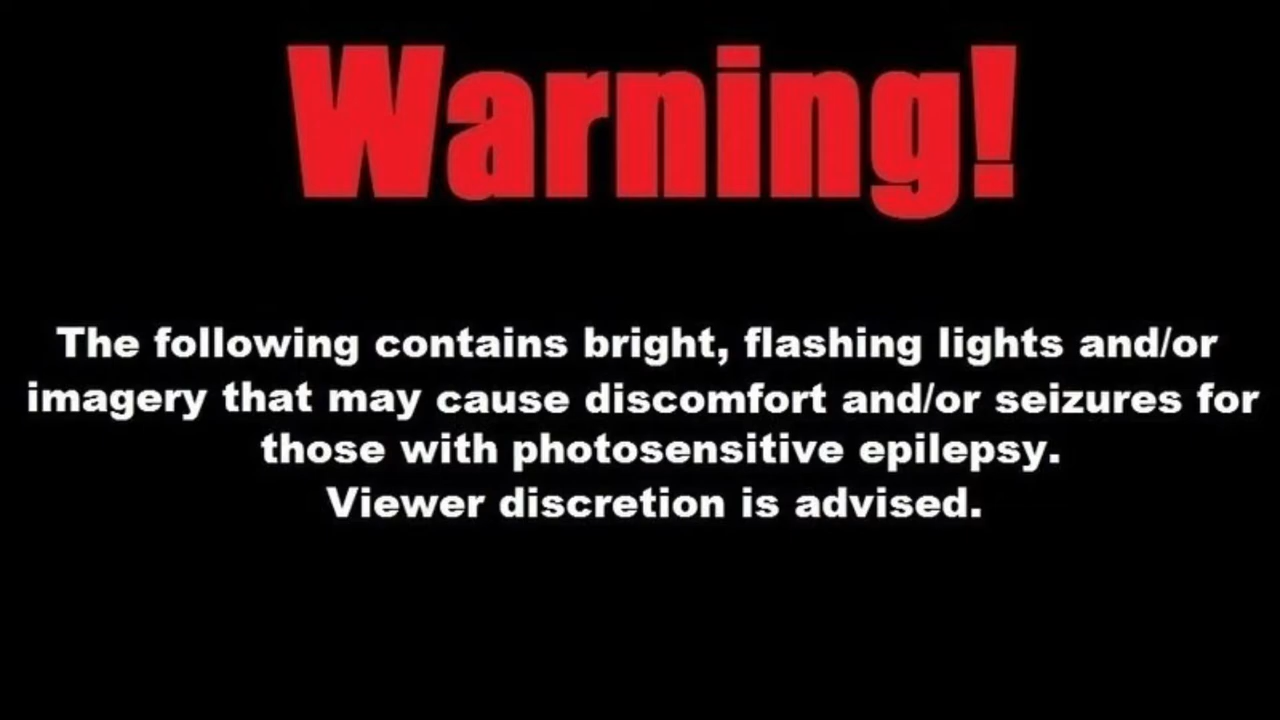 Warning!
The following contains bright, flashing lights and/or
imagery that may cause discomfort and/or seizures for
those with photosensitive epilepsy.
Viewer discretion is advised.